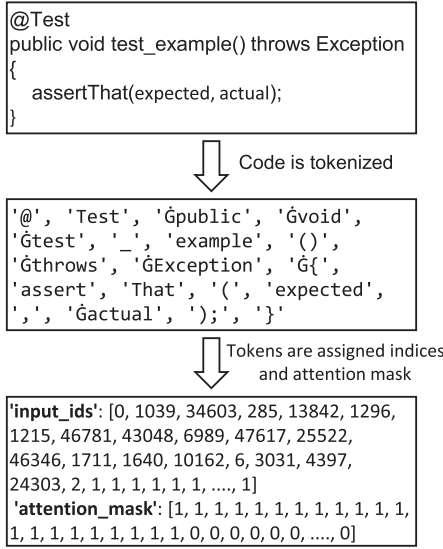 @Test
public void test_example() throws Exception
{
assertThat(expected, actual);
}
Code is tokenized
'@', 'Test', 'Ġpublic', 'Ġvoid',
'Ġtest', '_', 'example', '()',
'Ġthrows', 'ĠException', 'Ġ{',
'assert', 'That', '(', 'expected',
',', 'Ġactual', ');', '}'
Tokens are assigned indices
and attention mask
'input_ids': [0, 1039, 34603, 285, 13842, 1296,
1215, 46781, 43048, 6989, 47617, 25522,
46346, 1711, 1640, 10162, 6, 3031, 4397,
24303, 2, 1, 1, 1, 1, 1, 1, ...., 1]
'attention_mask': [1, 1, 1, 1, 1, 1, 1, 1, 1, 1, 1,
1, 1, 1, 1, 1, 1, 1, 1, 1, 1, 0, 0, 0, 0, 0, 0, ...., 0]